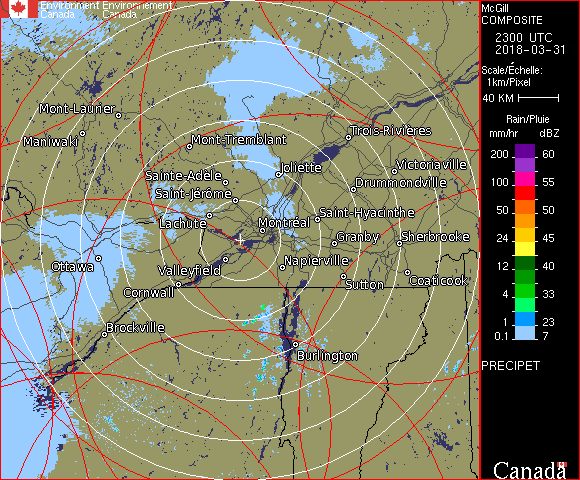 Environment Environnement
Canada Canada
McGill
COMPOSITE
2300 UTC
2018-03-31
Scale/Échelle:
1km/Pixel
40 KM
Rain/Pluie
mm/hr dBZ
200 60
100 55
50 50
24 45
12 40
4 33
1 23
0.1 7
PRECIPET
Canada
Mont-Laurier
Maniwaki
Mont-Tremblant
Trois-Rivières
Sainte-Adèle
Joliette
Victoriaville
Saint-Jérôme
Drummondville
Lachute
Montréal
Saint-Hyacinthe
Granby
Sherbrooke
Ottawa
Valleyfield
Napierville
Cornwall
Sutton
Coaticook
Brockville
Burlington